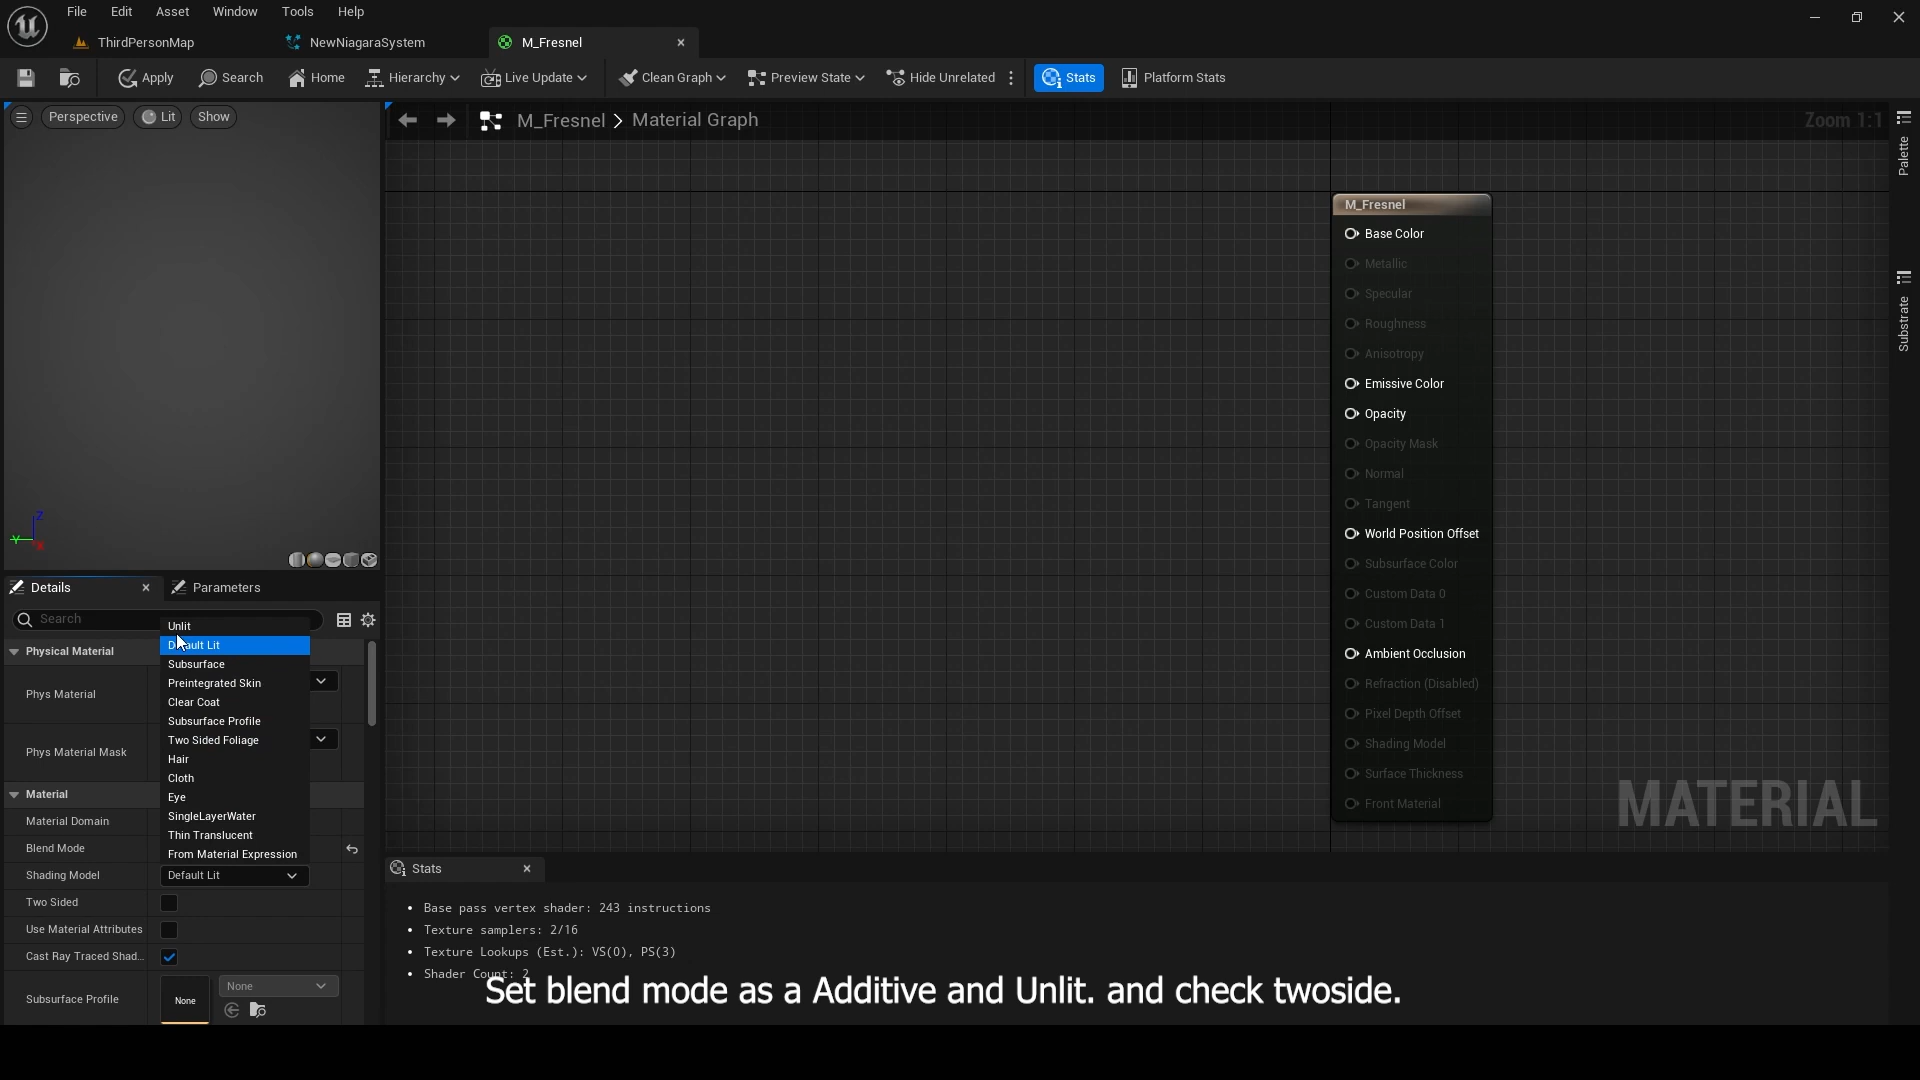 File Edit Asset Window Tools Help
ThirdPersonMap NewNiagaraSystem M_Fresnel
Apply Search Home Hierarchy Live Update Clean Graph Preview State Hide Unrelated Stats Platform Stats
Perspective Lit Show
M_Fresnel > Material Graph
Zoom 1:1
Palette
Substrate
M_Fresnel
Base Color
Metallic
Specular
Roughness
Anisotropy
Emissive Color
Opacity
Opacity Mask
Normal
Tangent
World Position Offset
Subsurface Color
Custom Data 0
Custom Data 1
Ambient Occlusion
Refraction (Disabled)
Pixel Depth Offset
Shading Model
Surface Thickness
Front Material
MATERIAL
Z
Y
Details Parameters
Search
Unlit
Default Lit
Subsurface
Preintegrated Skin
Clear Coat
Subsurface Profile
Two Sided Foliage
Hair
Cloth
Eye
SingleLayerWater
Thin Translucent
From Material Expression
Physical Material
Phys Material
Phys Material Mask
Material
Material Domain
Blend Mode
Shading Model Default Lit
Two Sided
Use Material Attributes
Cast Ray Traced Shad...
Subsurface Profile None None
Stats
• Base pass vertex shader: 243 instructions
• Texture samplers: 2/16
• Texture Lookups (Est.): VS(0), PS(3)
• Shader Count: 2
Set blend mode as a Additive and Unlit. and check twoside.